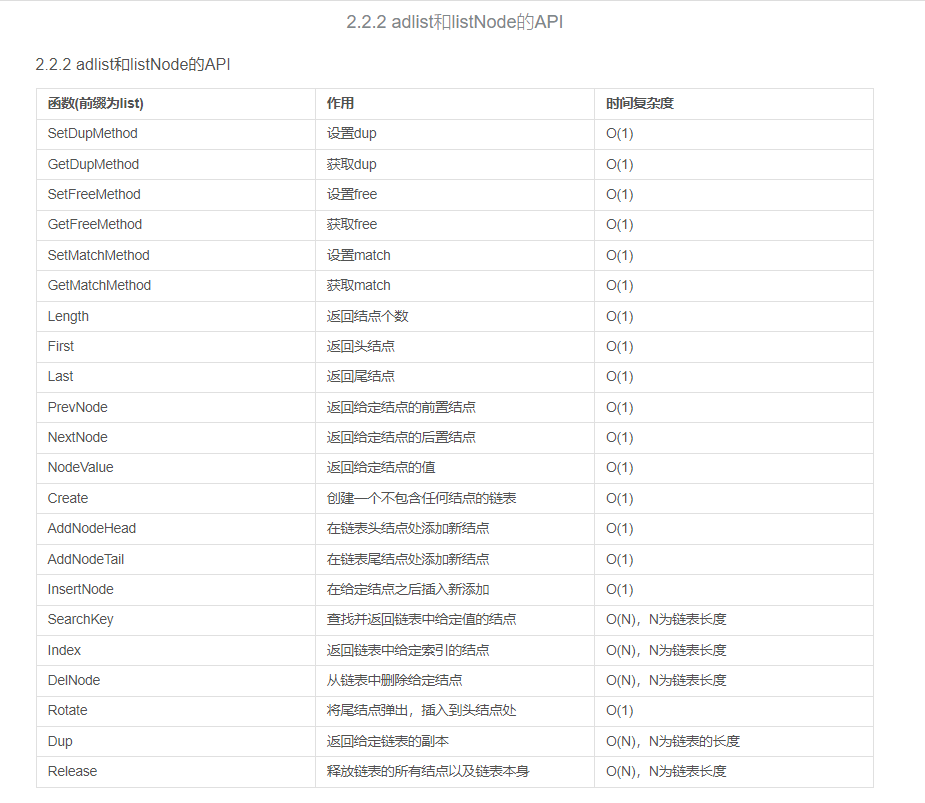 2.2.2 adlist和listNode的API
2.2.2 adlist和listNode的API
函数(前缀为list) 作用 时间复杂度
SetDupMethod 设置dup O(1)
GetDupMethod 获取dup O(1)
SetFreeMethod 设置free O(1)
GetFreeMethod 获取free O(1)
SetMatchMethod 设置match O(1)
GetMatchMethod 获取match O(1)
Length 返回结点个数 O(1)
First 返回头结点 O(1)
Last 返回尾结点 O(1)
PrevNode 返回给定结点的前置结点 O(1)
NextNode 返回给定结点的后置结点 O(1)
NodeValue 返回给定结点的值 O(1)
Create 创建一个不包含任何结点的链表 O(1)
AddNodeHead 在链表头结点处添加新结点 O(1)
AddNodeTail 在链表尾结点处添加新结点 O(1)
InsertNode 在给定结点之后插入新添加 O(1)
SearchKey 查找并返回链表中给定值的结点 O(N)，N为链表长度
Index 返回链表中给定索引的结点 O(N)，N为链表长度
DelNode 从链表中删除给定结点 O(N)，N为链表长度
Rotate 将尾结点弹出，插入到头结点处 O(1)
Dup 返回给定链表的副本 O(N)，N为链表的长度
Release 释放链表的所有结点以及链表本身 O(N)，N为链表长度